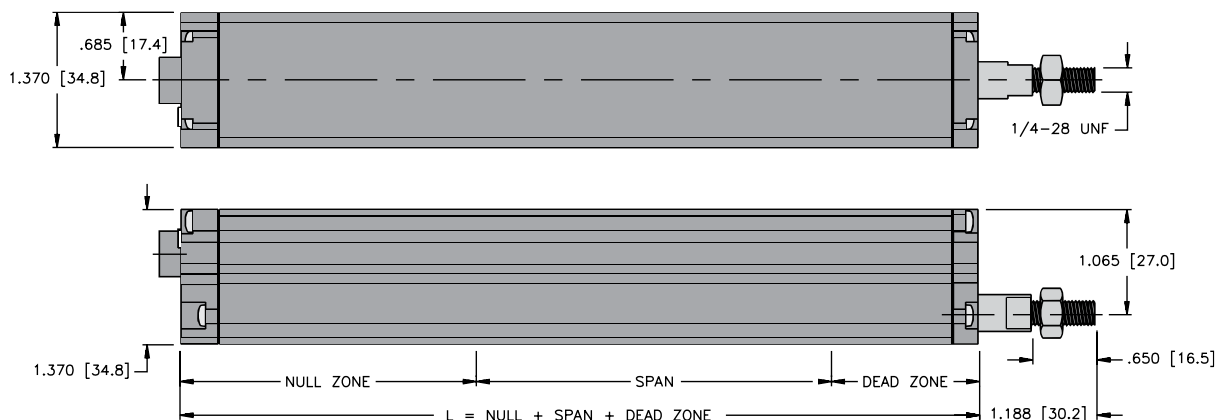 .685 [17.4]
1.370 [34.8]
1/4-28 UNF
1.065 [27.0]
1.370 [34.8]
.650 [16.5]
NULL ZONE
SPAN
DEAD ZONE
L = NULL + SPAN + DEAD ZONE
1.188 [30.2]